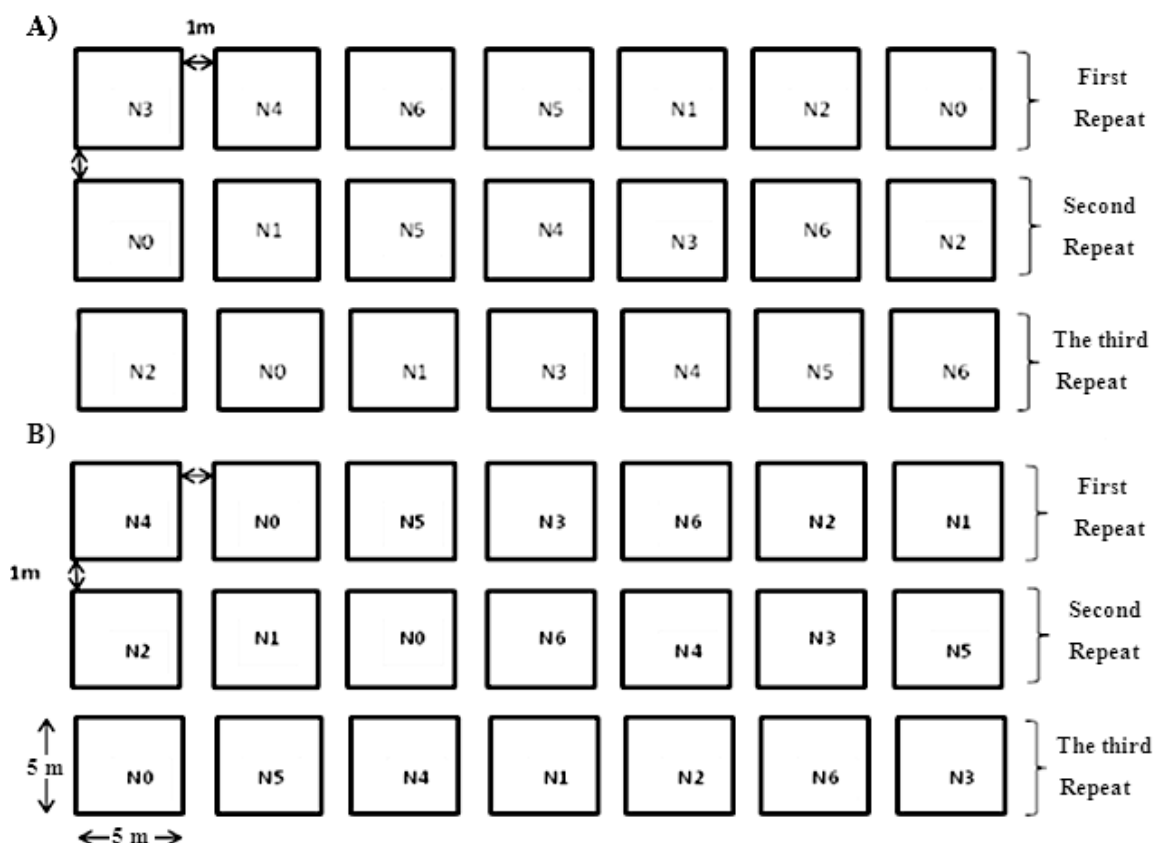 A)
1m
N3 N4 N6 N5 N1 N2 N0
First
Repeat
N0 N1 N5 N4 N3 N6 N2
Second
Repeat
N2 N0 N1 N3 N4 N5 N6
The third
Repeat
B)
N4 N0 N5 N3 N6 N2 N1
First
Repeat
1m
N2 N1 N0 N6 N4 N3 N5
Second
Repeat
5 m
N0 N5 N4 N1 N2 N6 N3
The third
Repeat
5 m